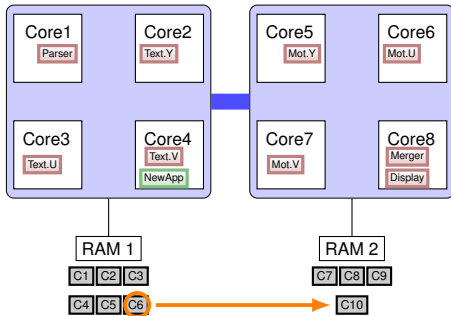 Core1 Core2 Core5 Core6
Parser Text.Y Mot.Y Mot.U
Core3 Core4 Core7 Core8
Text.U Text.V Mot.V Merger
NewApp Display
RAM 1 RAM 2
C1 C2 C3 C7 C8 C9
C4 C5 C6 C10